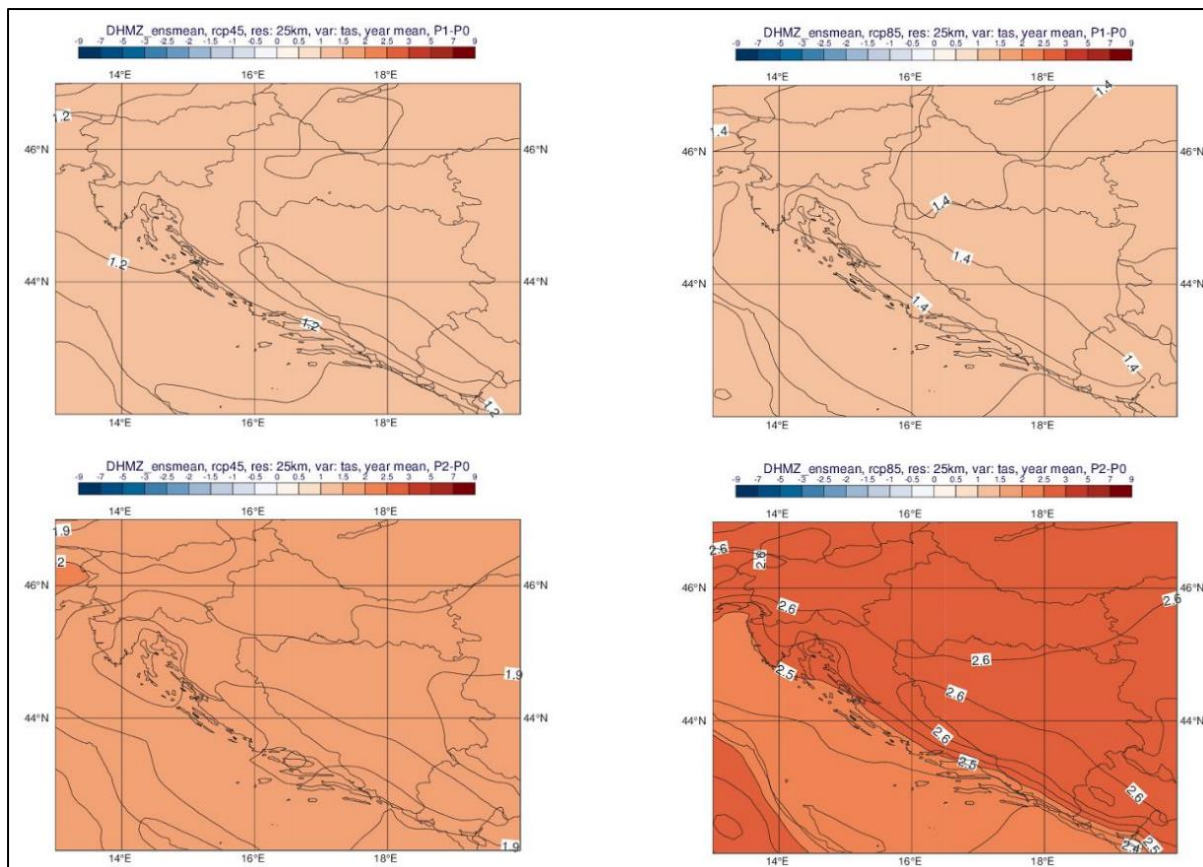 DHMZ_ensmean, rcp45, res: 25km, var: tas, year mean, P1-P0
-9 -7 -5 -3 -2 -1.5 -1 -0.5 0 0.5 1 1.5 2 2.5 3 5 7 9
14°E 16°E 18°E
1.2
46°N 46°N
1.2
44°N 44°N
1.2
1.2
14°E 16°E 18°E
DHMZ_ensmean, rcp85, res: 25km, var: tas, year mean, P1-P0
-9 -7 -5 -3 -2 -1.5 -1 -0.5 0 0.5 1 1.5 2 2.5 3 5 7 9
14°E 16°E 18°E
1.4
1.4
46°N 46°N
1.4
1.4
44°N 44°N
1.4
1.4
14°E 16°E 18°E
DHMZ_ensmean, rcp45, res: 25km, var: tas, year mean, P2-P0
-9 -7 -5 -3 -2 -1.5 -1 -0.5 0 0.5 1 1.5 2 2.5 3 5 7 9
14°E 16°E 18°E
1.9
2
46°N 46°N
1.9
44°N 44°N
1.9
14°E 16°E 18°E
DHMZ_ensmean, rcp85, res: 25km, var: tas, year mean, P2-P0
-9 -7 -5 -3 -2 -1.5 -1 -0.5 0 0.5 1 1.5 2 2.5 3 5 7 9
14°E 16°E 18°E
2.6 2.6
46°N 46°N
2.6 2.6
2.6
2.5
2.6
44°N 44°N
2.6
2.5
2.6
2.5
2.4
14°E 16°E 18°E